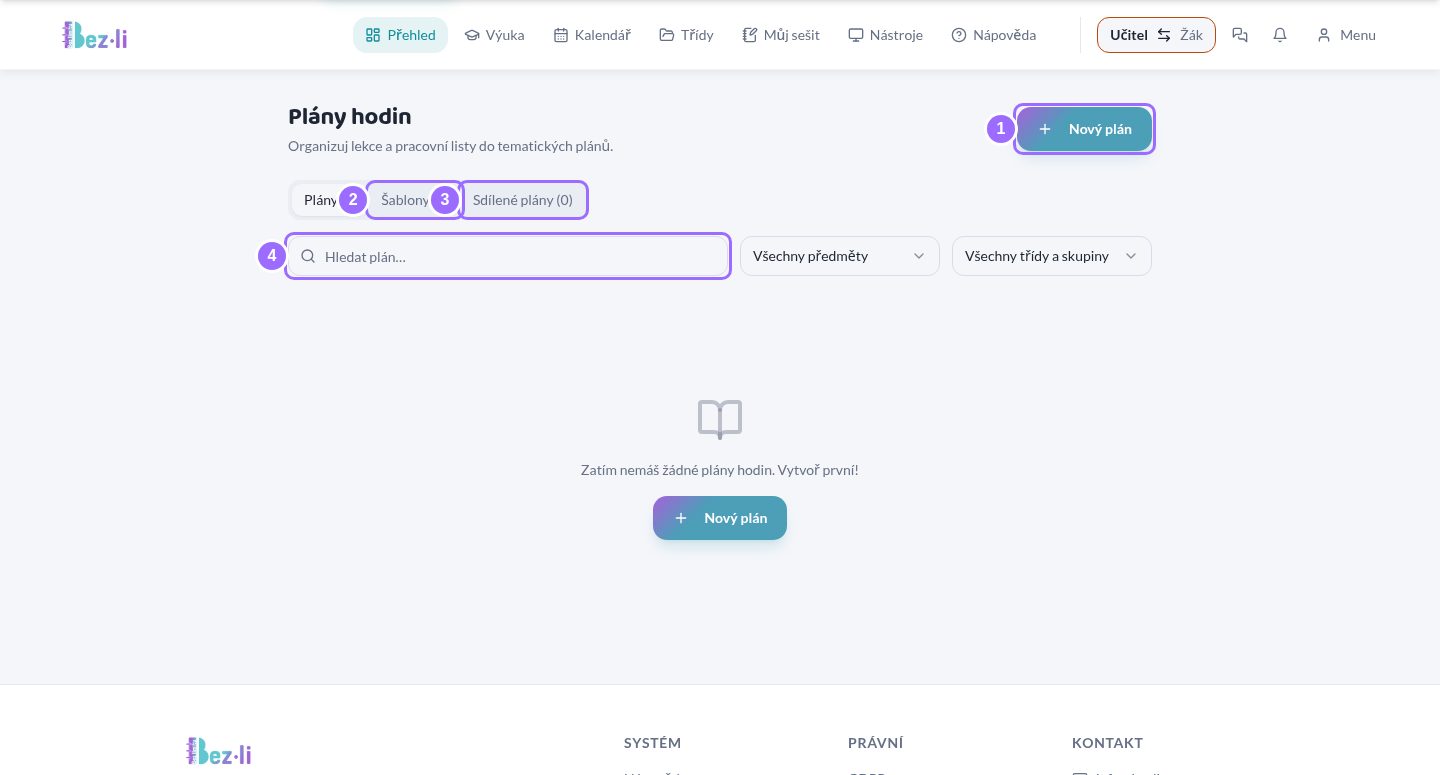 Bez·li
Přehled Výuka Kalendář Třídy Můj sešit Nástroje Nápověda Učitel Žák Menu
Plány hodin
Organizuj lekce a pracovní listy do tematických plánů.
1 Nový plán
Plány 2 Šablony 3 Sdílené plány (0)
4 Hledat plán… Všechny předměty Všechny třídy a skupiny
Zatím nemáš žádné plány hodin. Vytvoř první!
Nový plán
Bez·li
SYSTÉM PRÁVNÍ KONTAKT